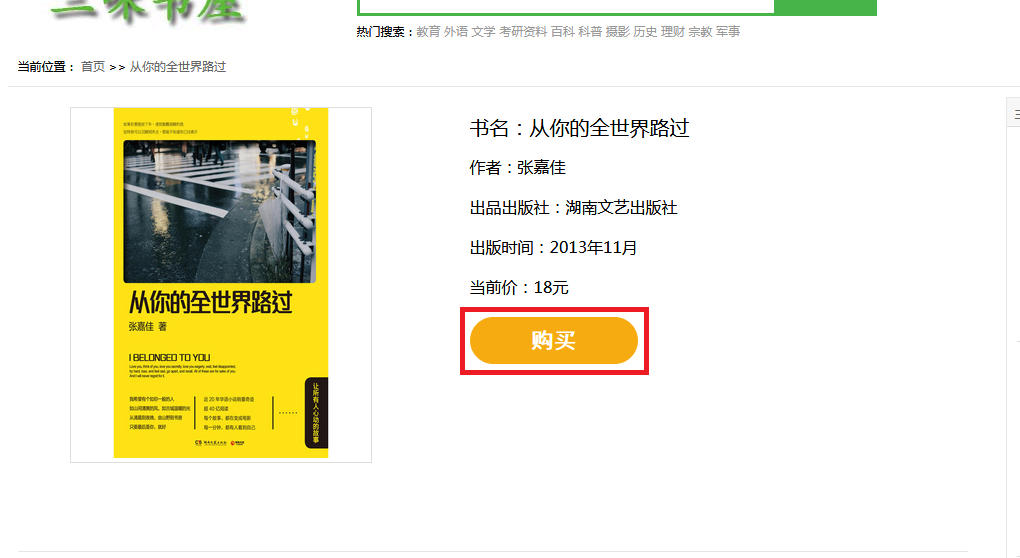 三味书屋
热门搜索：教育 外语 文学 考研资料 百科 科普 摄影 历史 理财 宗教 军事
当前位置： 首页 >> 从你的全世界路过
书名：从你的全世界路过
作者：张嘉佳
出品出版社：湖南文艺出版社
出版时间：2013年11月
当前价：18元
购买
从你的全世界路过
张嘉佳 著
I BELONGED TO YOU
让所有人心动的故事